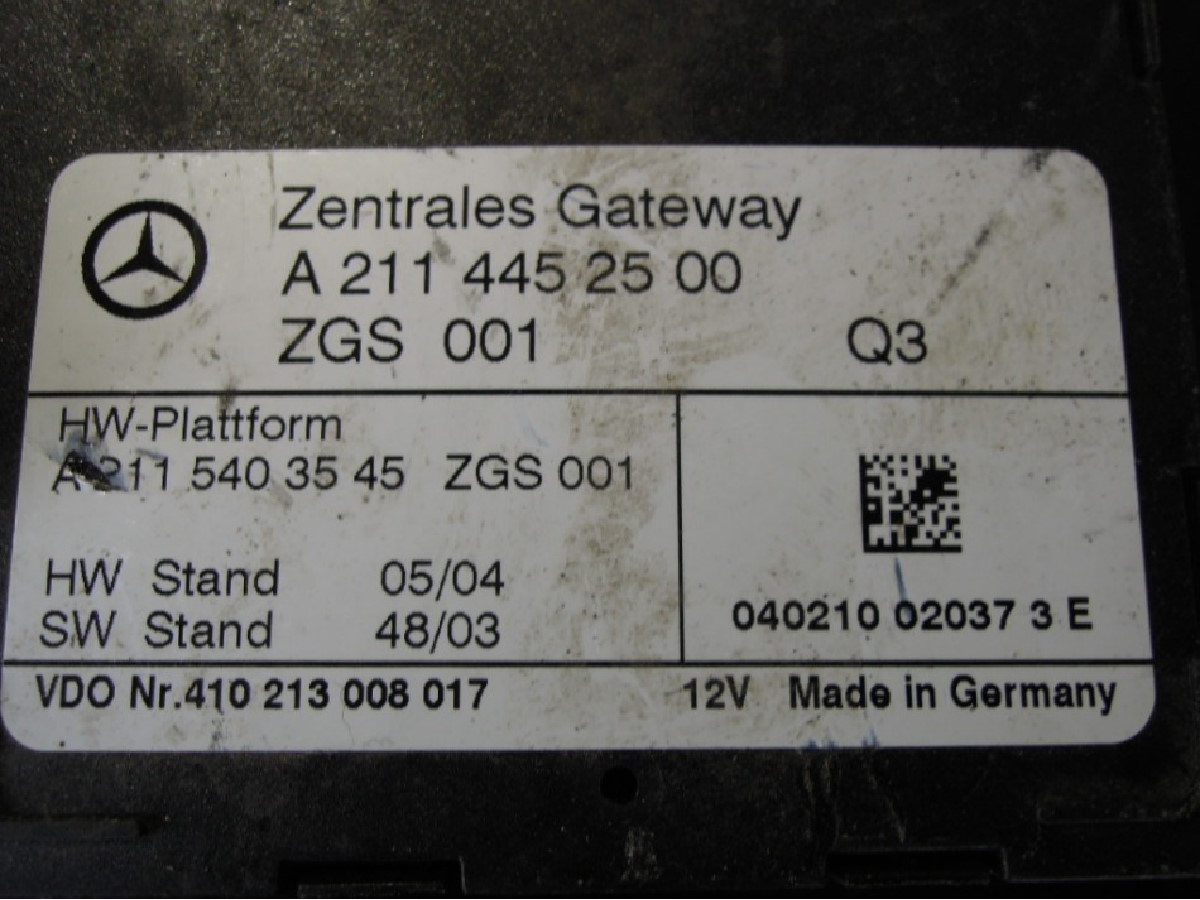 Zentrales Gateway
A 211 445 25 00
ZGS 001 Q3
HW-Plattform
A 211 540 35 45 ZGS 001
HW Stand 05/04
SW Stand 48/03
040210 02037 3 E
VDO Nr.410 213 008 017 12V Made in Germany